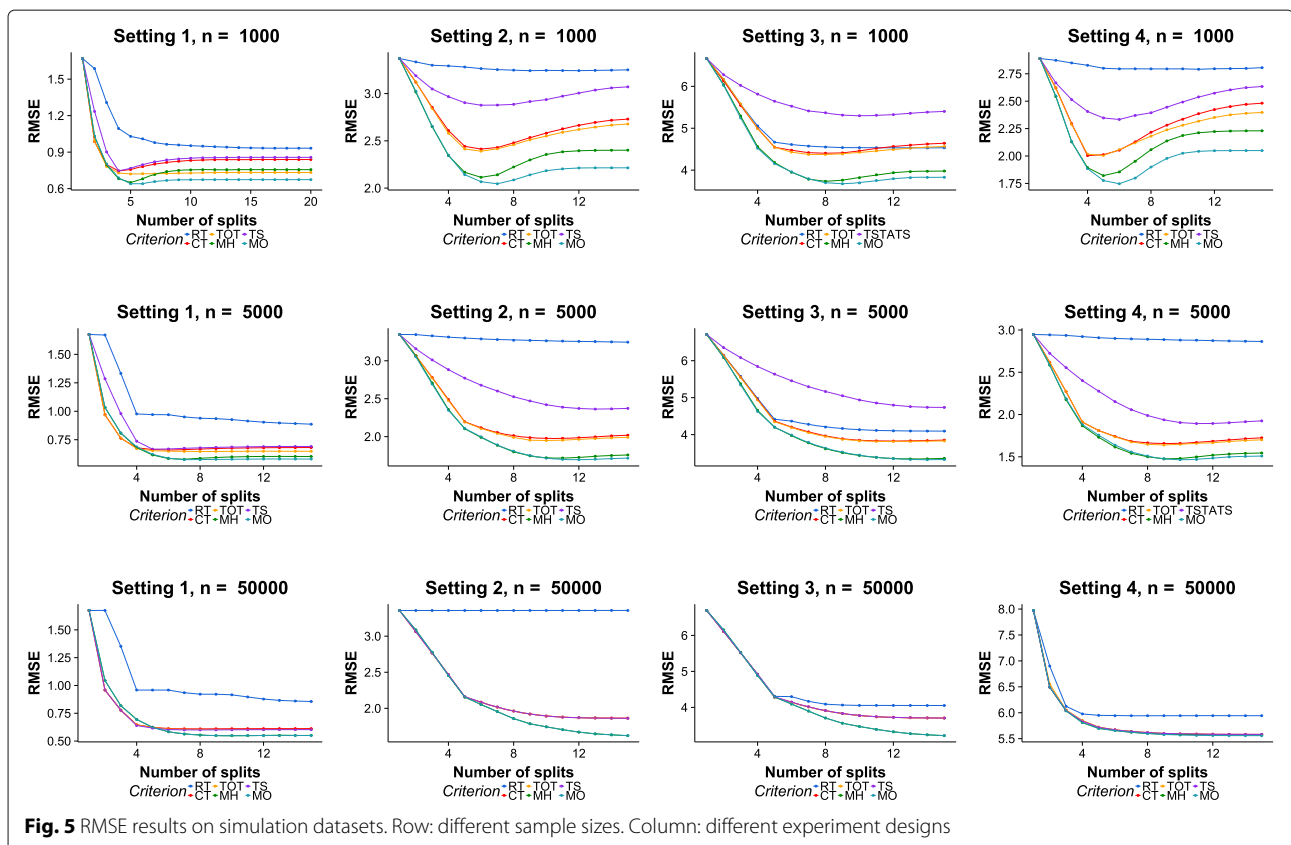 Setting 1, n = 1000
RMSE
1.5
1.2
0.9
0.6
5 10 15 20
Number of splits
Criterion RT TOT TS
CT MH MO
Setting 2, n = 1000
RMSE
3.0
2.5
2.0
4 8 12
Number of splits
Criterion RT TOT TS
CT MH MO
Setting 3, n = 1000
RMSE
6
5
4
4 8 12
Number of splits
Criterion RT TOT TSTATS
CT MH MO
Setting 4, n = 1000
RMSE
2.75
2.50
2.25
2.00
1.75
4 8 12
Number of splits
Criterion RT TOT TS
CT MH MO
Setting 1, n = 5000
RMSE
1.50
1.25
1.00
0.75
4 8 12
Number of splits
Criterion RT TOT TS
CT MH MO
Setting 2, n = 5000
RMSE
3.0
2.5
2.0
4 8 12
Number of splits
Criterion RT TOT TS
CT MH MO
Setting 3, n = 5000
RMSE
6
5
4
4 8 12
Number of splits
Criterion RT TOT TS
CT MH MO
Setting 4, n = 5000
RMSE
3.0
2.5
2.0
1.5
4 8 12
Number of splits
Criterion RT TOT TSTATS
CT MH MO
Setting 1, n = 50000
RMSE
1.50
1.25
1.00
0.75
0.50
4 8 12
Number of splits
Criterion RT TOT TS
CT MH MO
Setting 2, n = 50000
RMSE
3.0
2.5
2.0
4 8 12
Number of splits
Criterion RT TOT TS
CT MH MO
Setting 3, n = 50000
RMSE
6
5
4
4 8 12
Number of splits
Criterion RT TOT TS
CT MH MO
Setting 4, n = 50000
RMSE
8.0
7.5
7.0
6.5
6.0
5.5
4 8 12
Number of splits
Criterion RT TOT TS
CT MH MO
Fig. 5 RMSE results on simulation datasets. Row: different sample sizes. Column: different experiment designs